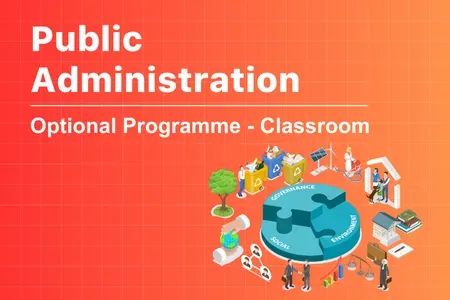 Public
Administration
Optional Programme - Classroom
GOVERNANCE
SOCIAL
ENVIRONMENT